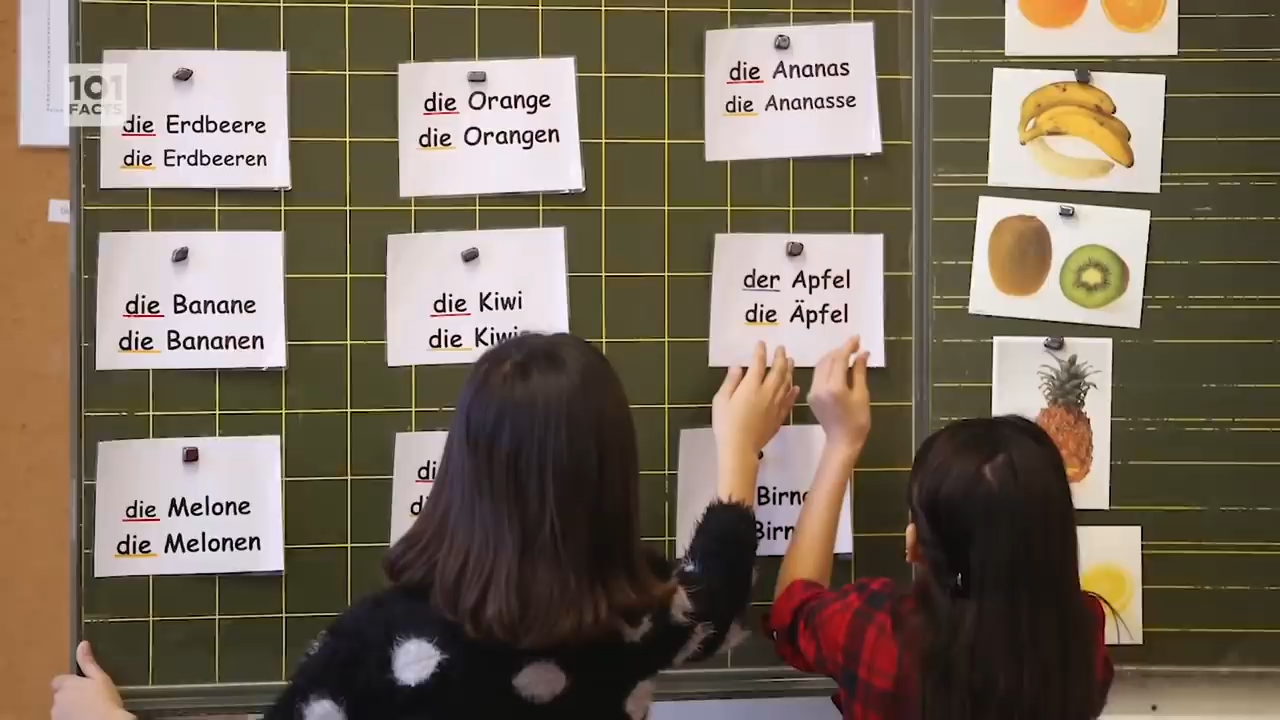 101
FACTS
die Erdbeere
die Erdbeeren
die Orange
die Orangen
die Ananas
die Ananasse
die Banane
die Bananen
die Kiwi
die
der Apfel
die Äpfel
die Melone
die Melonen